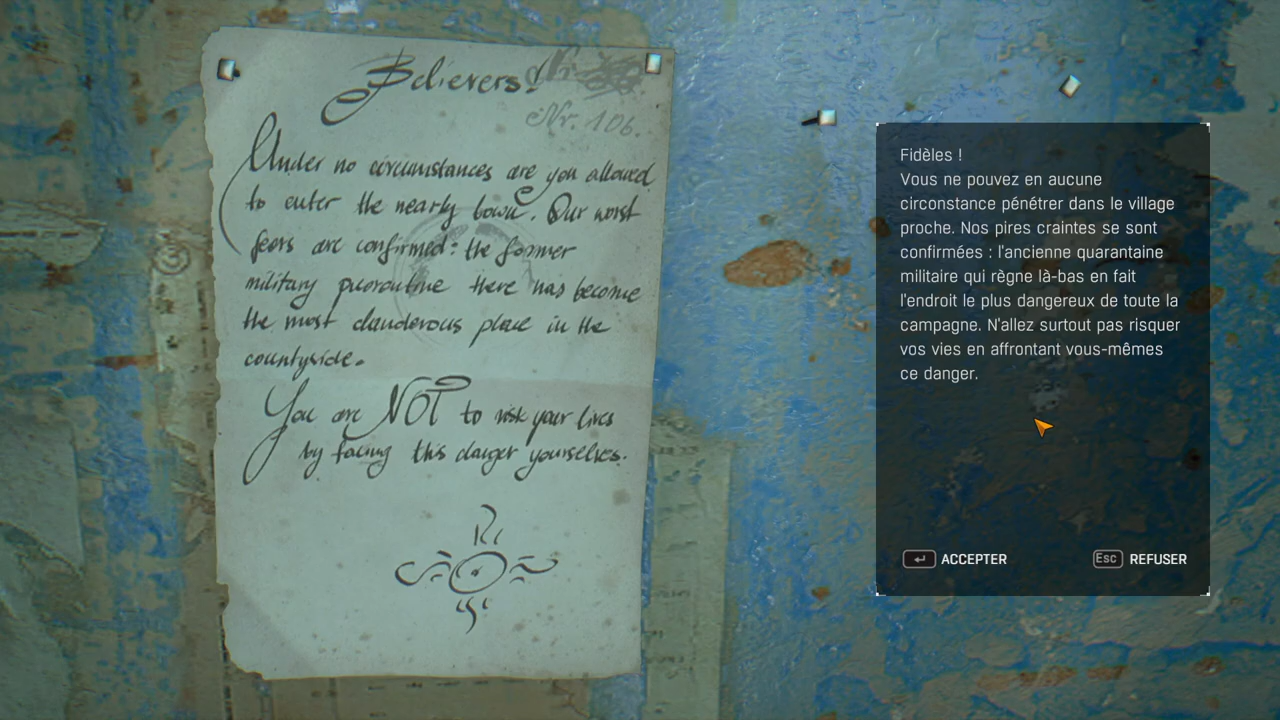 Believers!
Nr. 106.
Under no circumstances are you allowed
to enter the nearly town. Our worst
fears are confirmed: the former
military there has become
the most place in the
countyside.
You are NOT to risk your lives
by facing this danger yourselves.
Fidèles !
Vous ne pouvez en aucune
circonstance pénétrer dans le village
proche. Nos pires craintes se sont
confirmées : l'ancienne quarantaine
militaire qui règne là-bas en fait
l'endroit le plus dangereux de toute la
campagne. N'allez surtout pas risquer
vos vies en affrontant vous-mêmes
ce danger.
ACCEPTER
Esc REFUSER